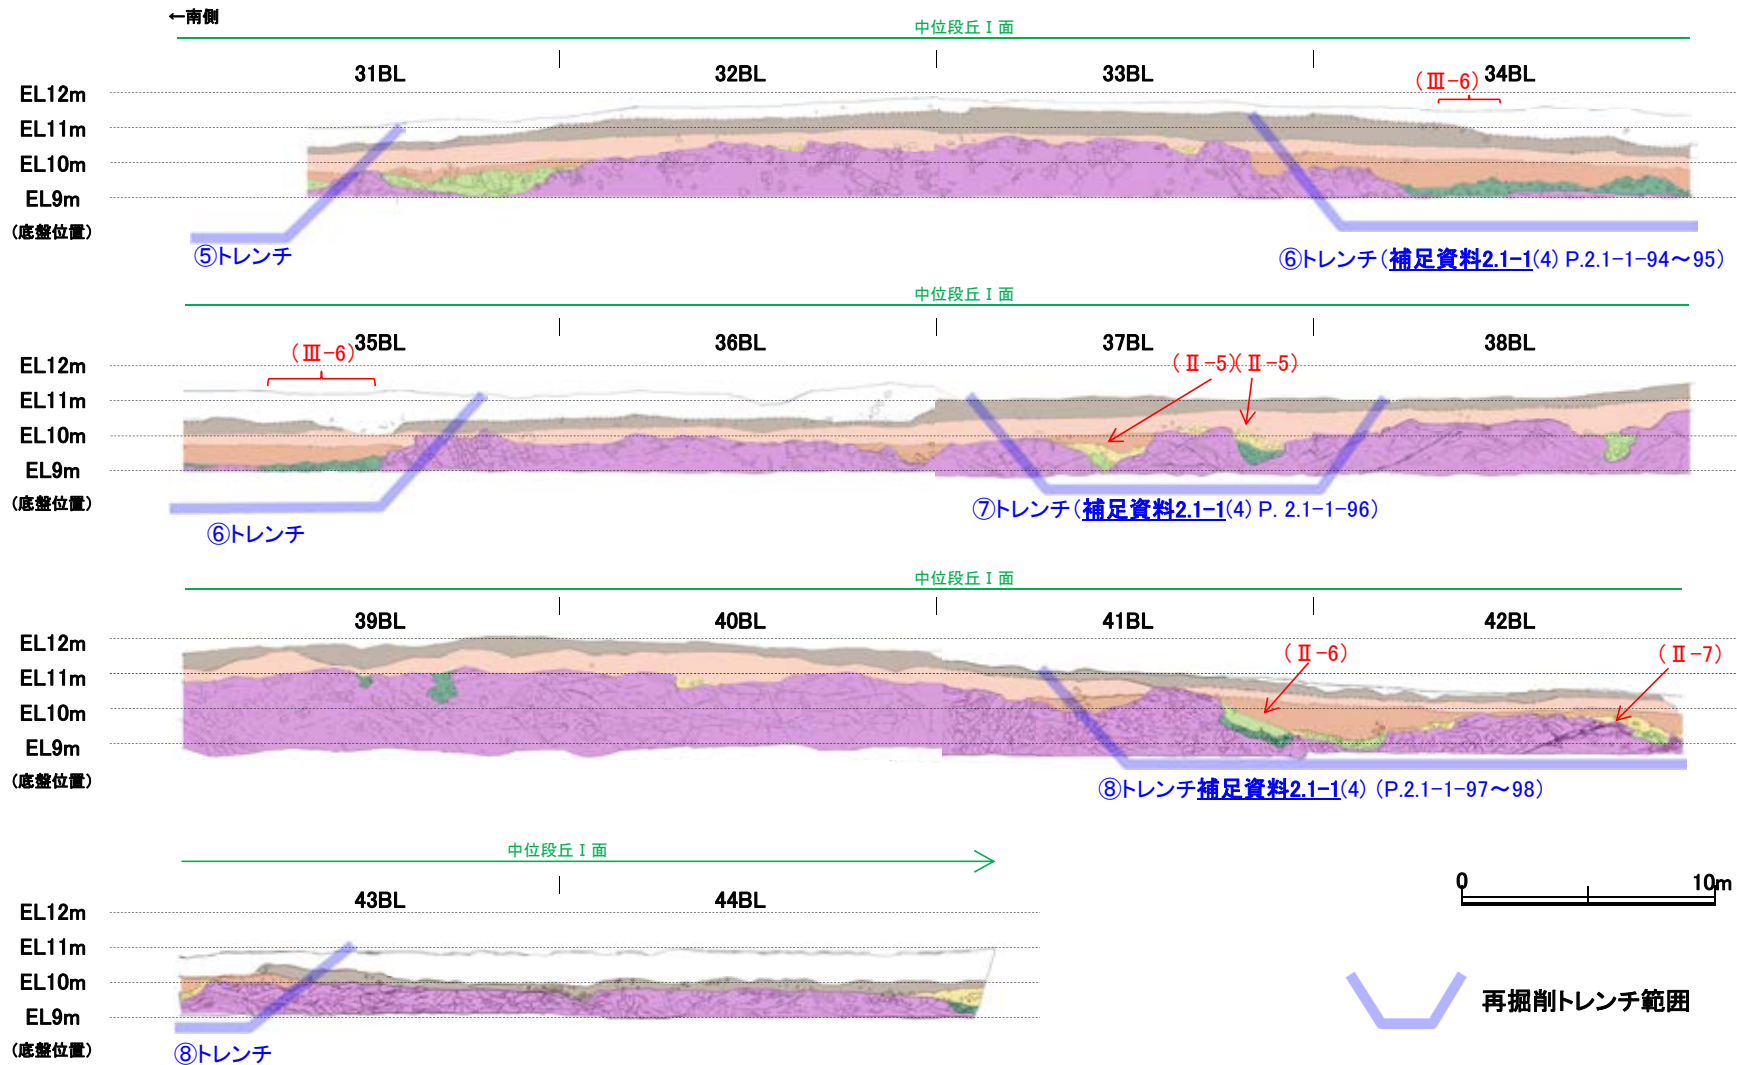 ←南側
中位段丘Ⅰ面
31BL 32BL 33BL 34BL
(Ⅲ-6)
EL12m
EL11m
EL10m
EL9m
(底盤位置)
⑤トレンチ
⑥トレンチ(補足資料2.1-1(4) P.2.1-1-94～95)
中位段丘Ⅰ面
35BL 36BL 37BL 38BL
(Ⅲ-6)
(Ⅱ-5)(Ⅱ-5)
EL12m
EL11m
EL10m
EL9m
(底盤位置)
⑥トレンチ
⑦トレンチ(補足資料2.1-1(4) P. 2.1-1-96)
中位段丘Ⅰ面
39BL 40BL 41BL 42BL
(Ⅱ-6)
(Ⅱ-7)
EL12m
EL11m
EL10m
EL9m
(底盤位置)
⑧トレンチ補足資料2.1-1(4) (P.2.1-1-97～98)
中位段丘Ⅰ面
43BL 44BL
EL12m
EL11m
EL10m
EL9m
(底盤位置)
⑧トレンチ
0 10m
再掘削トレンチ範囲